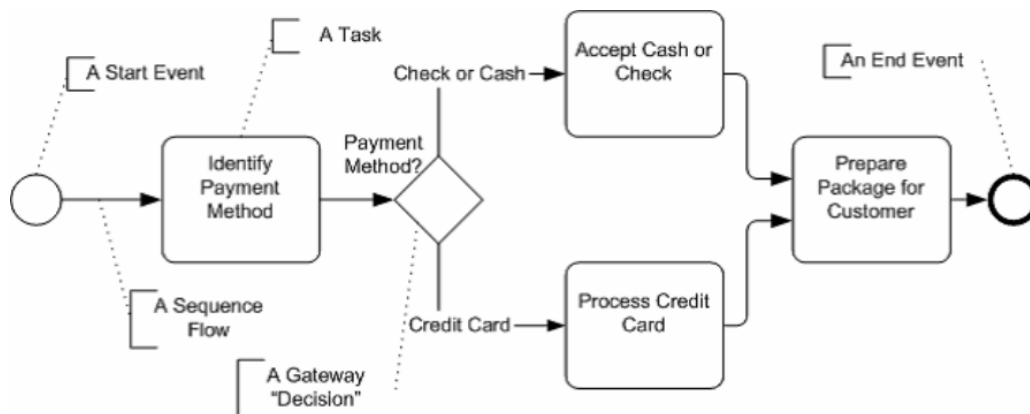 A Start Event
A Task
Check or Cash
Accept Cash or
Check
An End Event
Identify
Payment
Method
Payment
Method?
Prepare
Package for
Customer
A Sequence
Flow
Credit Card
Process Credit
Card
A Gateway
“Decision”